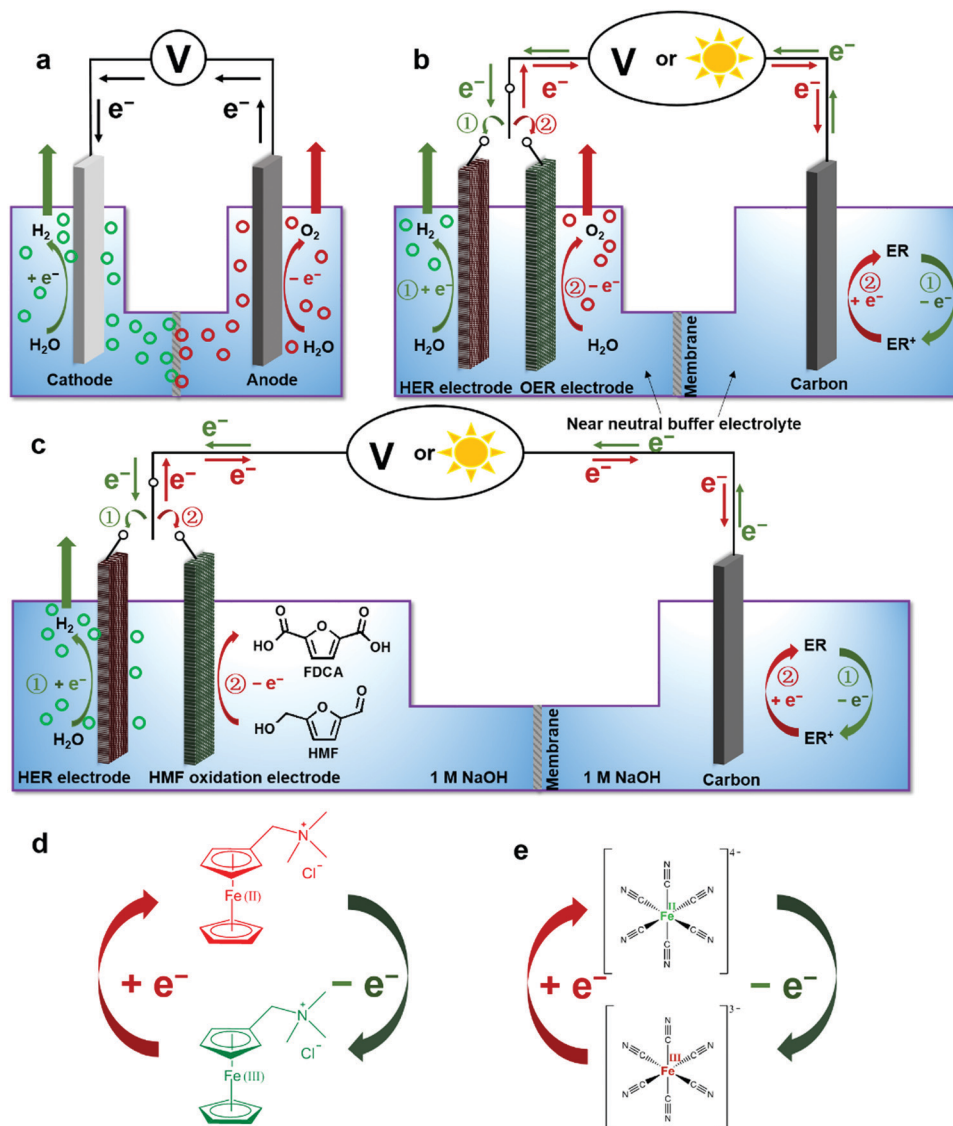 a
V
e⁻
e⁻
H₂
O₂
+ e⁻
− e⁻
H₂O
H₂O
Cathode
Anode
b
V or
e⁻
e⁻
e⁻
e⁻
e⁻
① ②
H₂
O₂
① + e⁻
② − e⁻
H₂O
H₂O
HER electrode
OER electrode
Membrane
Carbon
ER
②
+ e⁻
①
− e⁻
ER⁺
Near neutral buffer electrolyte
c
V or
e⁻
e⁻
e⁻
e⁻
e⁻
e⁻
e⁻
e⁻
① ②
H₂
① + e⁻
H₂O
② − e⁻
O
HO
O
O
OH
FDCA
HO
O
O
HMF
HER electrode
HMF oxidation electrode
1 M NaOH
Membrane
1 M NaOH
Carbon
ER
②
+ e⁻
①
− e⁻
ER⁺
d
N⁺
Cl⁻
Fe(II)
+ e⁻
− e⁻
N⁺
Cl⁻
Fe(III)
e
4−
N
C
N≡C
C≡N
II
Fe
N≡C
C≡N
C
N
+ e⁻
− e⁻
3−
N
C
N≡C
C≡N
III
Fe
N≡C
C≡N
C
N